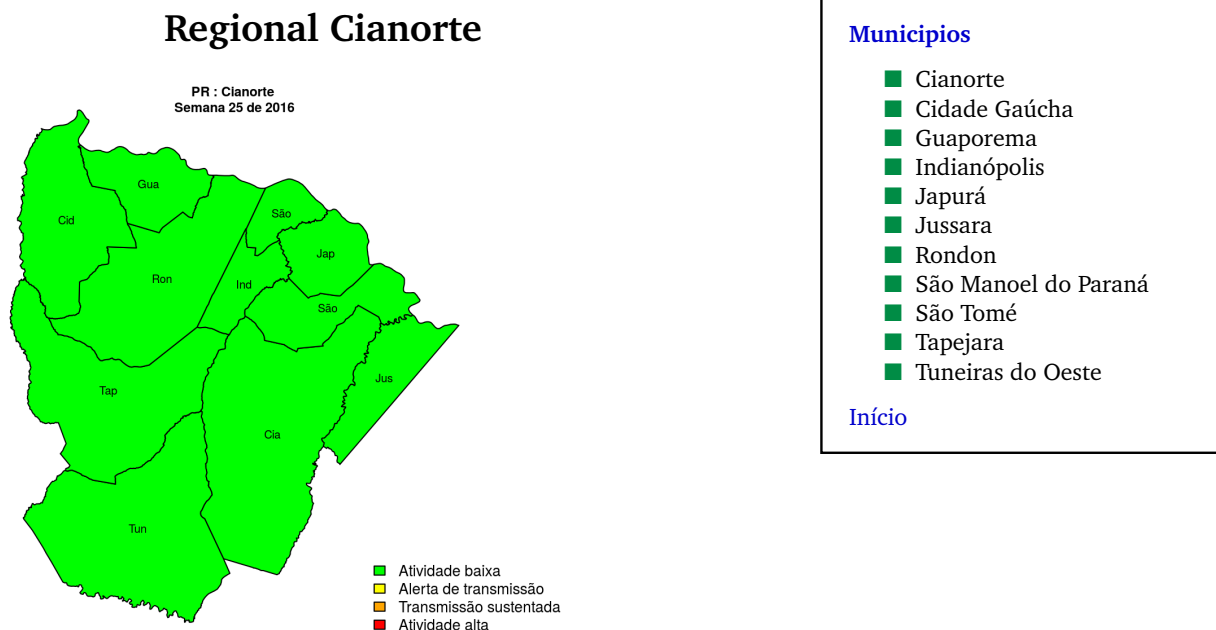 Regional Cianorte
PR : Cianorte
Semana 25 de 2016
Gua
Cid
São
Jap
Ron
Ind
São
Jus
Tap
Cia
Tun
Atividade baixa
Alerta de transmissão
Transmissão sustentada
Atividade alta
Municipios
Cianorte
Cidade Gaúcha
Guaporema
Indianópolis
Japurá
Jussara
Rondon
São Manoel do Paraná
São Tomé
Tapejara
Tuneiras do Oeste
Início